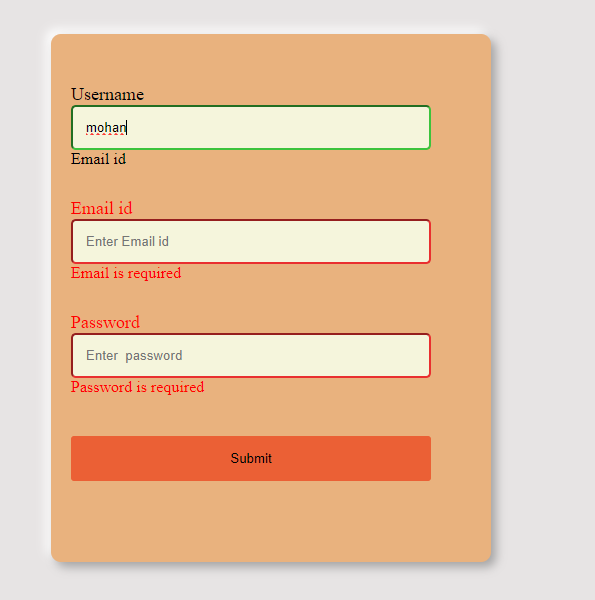 Username
mohan
Email id
Email id
Enter Email id
Email is required
Password
Enter  password
Password is required
Submit